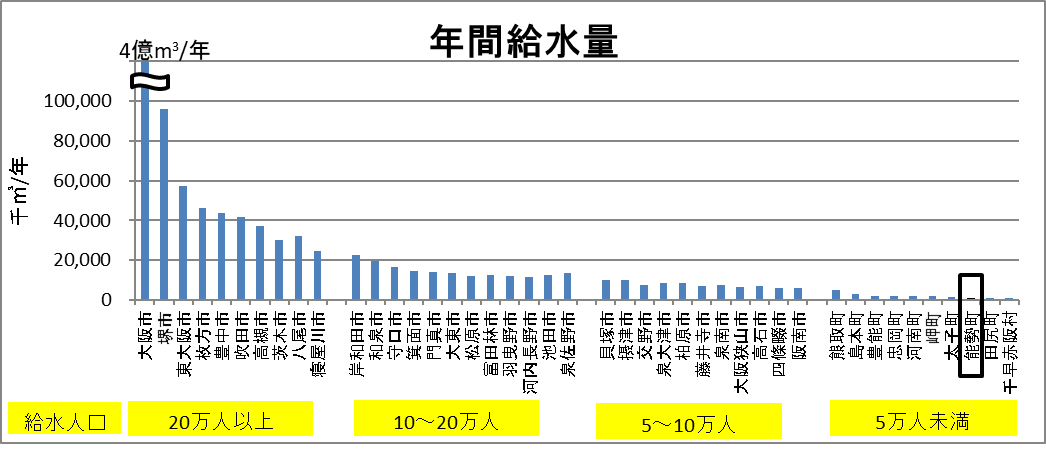 年間給水量
4億m³/年
千㎥/年
100,000
80,000
60,000
40,000
20,000
0
大阪市
堺市
東大阪市
枚方市
豊中市
吹田市
高槻市
茨木市
八尾市
寝屋川市
岸和田市
和泉市
守口市
箕面市
門真市
大東市
松原市
富田林市
羽曳野市
河内長野市
池田市
泉佐野市
貝塚市
摂津市
交野市
泉大津市
柏原市
藤井寺市
泉南市
大阪狭山市
高石市
四條畷市
阪南市
熊取町
島本町
豊能町
忠岡町
河南町
岬町
太子町
能勢町
田尻町
千早赤阪村
給水人口
20万人以上
10～20万人
5～10万人
5万人未満